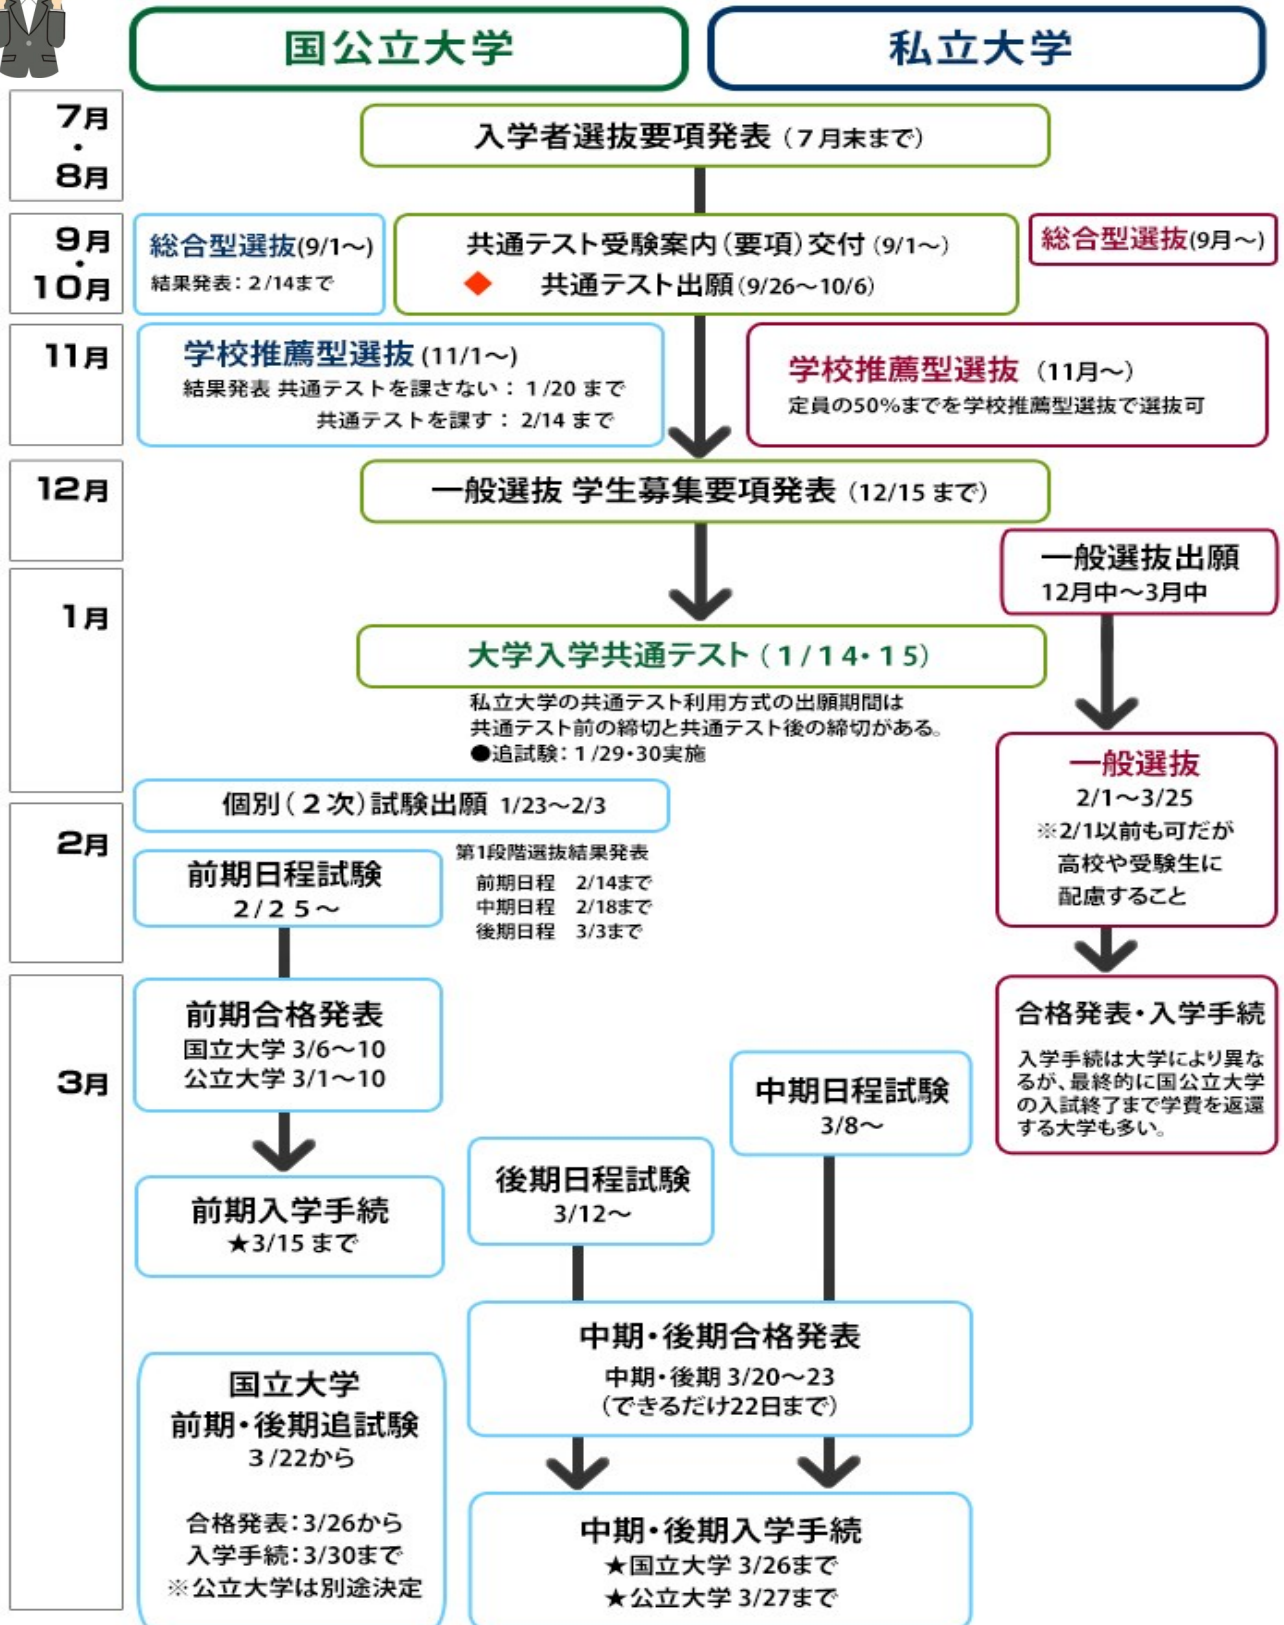 国公立大学
私立大学
7月
・
8月
入学者選抜要項発表(7月末まで)
9月
・
10月
総合型選抜(9/1～)
結果発表：2/14まで
共通テスト受験案内(要項)交付(9/1～)
◆ 共通テスト出願(9/26～10/6)
総合型選抜(9月～)
11月
学校推薦型選抜(11/1～)
結果発表 共通テストを課さない：1/20まで
共通テストを課す：2/14まで
学校推薦型選抜 (11月～)
定員の50%までを学校推薦型選抜で選抜可
12月
一般選抜 学生募集要項発表(12/15まで)
一般選抜出願
12月中～3月中
1月
大学入学共通テスト(1/14・15)
私立大学の共通テスト利用方式の出願期間は
共通テスト前の締切と共通テスト後の締切がある。
●追試験：1/29・30実施
一般選抜
2/1～3/25
※2/1以前も可だが
高校や受験生に
配慮すること
個別(2次)試験出願 1/23～2/3
2月
前期日程試験
2/25～
第1段階選抜結果発表
前期日程 2/14まで
中期日程 2/18まで
後期日程 3/3まで
3月
前期合格発表
国立大学 3/6～10
公立大学 3/1～10
合格発表・入学手続
入学手続は大学により異な
るが、最終的に国公立大学
の入試終了まで学費を返還
する大学も多い。
中期日程試験
3/8～
後期日程試験
3/12～
前期入学手続
★3/15まで
中期・後期合格発表
中期・後期 3/20～23
(できるだけ22日まで)
国立大学
前期・後期追試験
3/22から
合格発表：3/26から
入学手続：3/30まで
※公立大学は別途決定
中期・後期入学手続
★国立大学 3/26まで
★公立大学 3/27まで